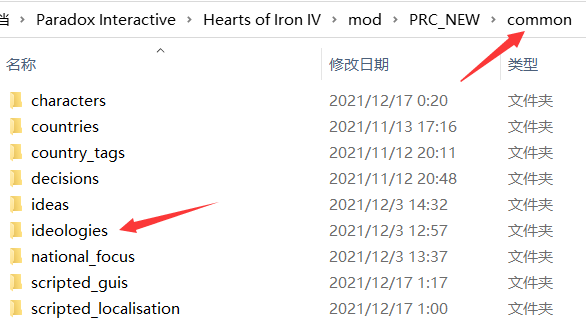 当 > Paradox Interactive > Hearts of Iron IV > mod > PRC_NEW > common
名称 修改日期 类型
characters 2021/12/17 0:20 文件夹
countries 2021/11/13 17:16 文件夹
country_tags 2021/11/12 20:11 文件夹
decisions 2021/11/12 20:48 文件夹
ideas 2021/12/3 14:32 文件夹
ideologies 2021/12/3 12:57 文件夹
national_focus 2021/12/3 13:37 文件夹
scripted_guis 2021/12/17 1:17 文件夹
scripted_localisation 2021/12/17 1:00 文件夹